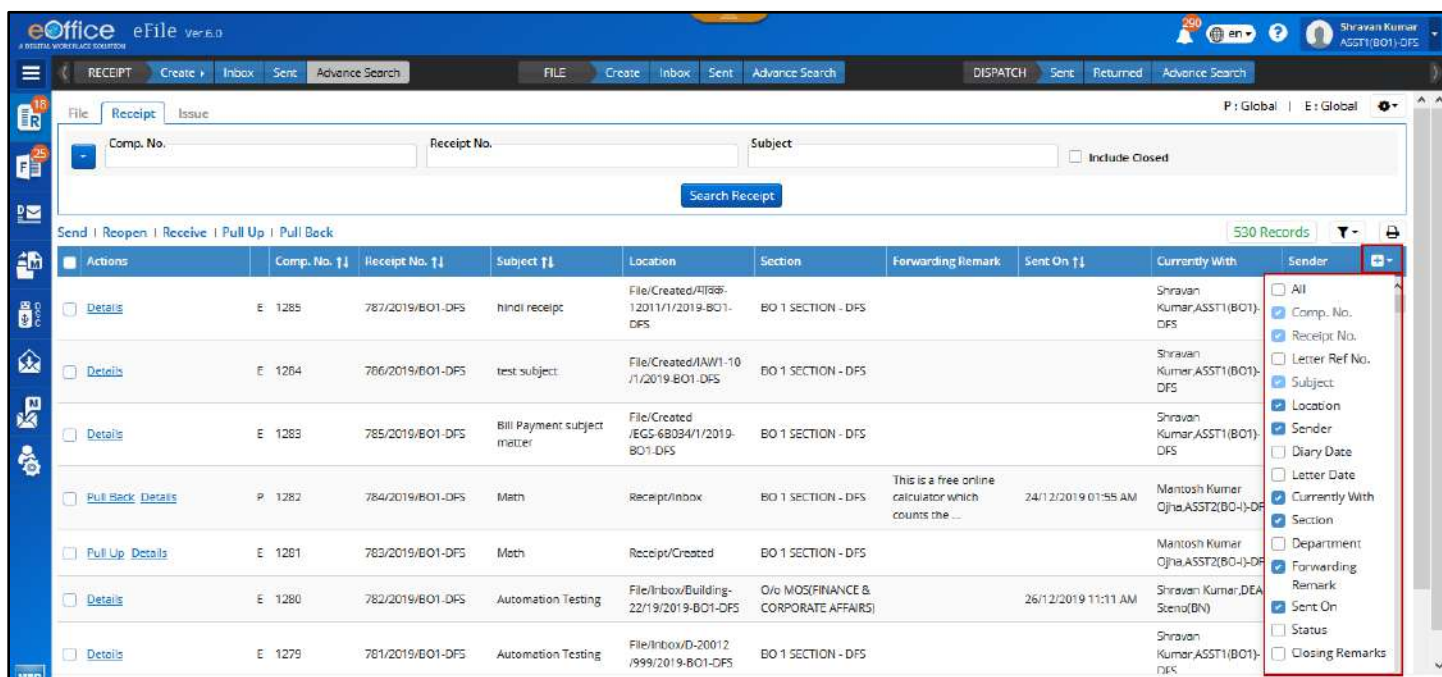 eOffice eFile Ver.6.0
A DIGITAL WORKPLACE SOLUTION
290
en
?
Shravan Kumar
ASST1(BO1)-DFS
RECEIPT Create Inbox Sent Advance Search
FILE Create Inbox Sent Advance Search
DISPATCH Sent Returned Advance Search
18
R
25
F
D
M
M
File Receipt Issue
P : Global | E : Global
Comp. No.
Receipt No.
Subject
Include Closed
Search Receipt
Send | Reopen | Receive | Pull Up | Pull Back
530 Records
Actions Comp. No. Receipt No. Subject Location Section Forwarding Remark Sent On Currently With Sender
Details E 1285 787/2019/BO1-DFS hindi receipt File/Created/मानक-
12011/1/2019-BO1-
DFS
BO 1 SECTION - DFS
Shravan
Kumar,ASST1(BO1)-
DFS
Details E 1284 786/2019/BO1-DFS test subject File/Created/IAW1-10
/1/2019-BO1-DFS
BO 1 SECTION - DFS
Shravan
Kumar,ASST1(BO1)-
DFS
Details E 1283 785/2019/BO1-DFS Bill Payment subject
matter
File/Created
/EGS-6B034/1/2019-
BO1-DFS
BO 1 SECTION - DFS
Shravan
Kumar,ASST1(BO1)-
DFS
Pull Back Details P 1282 784/2019/BO1-DFS Math Receipt/Inbox BO 1 SECTION - DFS
This is a free online
calculator which
counts the ...
24/12/2019 01:55 AM
Mantosh Kumar
Ojha,ASST2(BO-I)-DF
Pull Up Details E 1281 783/2019/BO1-DFS Math Receipt/Created BO 1 SECTION - DFS
Mantosh Kumar
Ojha,ASST2(BO-I)-DF
Details E 1280 782/2019/BO1-DFS Automation Testing File/Inbox/Building-
22/19/2019-BO1-DFS
O/o MOS(FINANCE &
CORPORATE AFFAIRS)
26/12/2019 11:11 AM
Shravan Kumar,DEA
Steno(BN)
Details E 1279 781/2019/BO1-DFS Automation Testing File/Inbox/D-20012
/999/2019-BO1-DFS
BO 1 SECTION - DFS
Shravan
Kumar,ASST1(BO1)-
DFS
All
Comp. No.
Receipt No.
Letter Ref No.
Subject
Location
Sender
Diary Date
Letter Date
Currently With
Section
Department
Forwarding
Remark
Sent On
Status
Closing Remarks